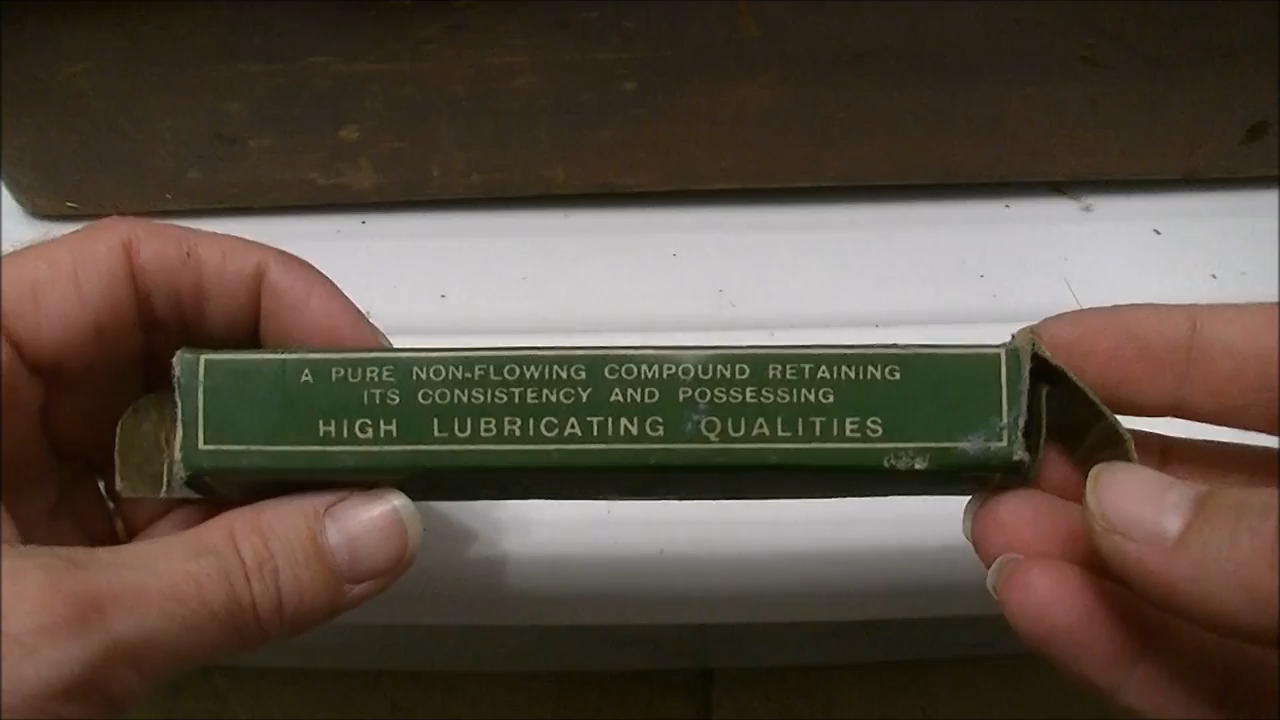 A PURE NON-FLOWING COMPOUND RETAINING
ITS CONSISTENCY AND POSSESSING
HIGH LUBRICATING QUALITIES